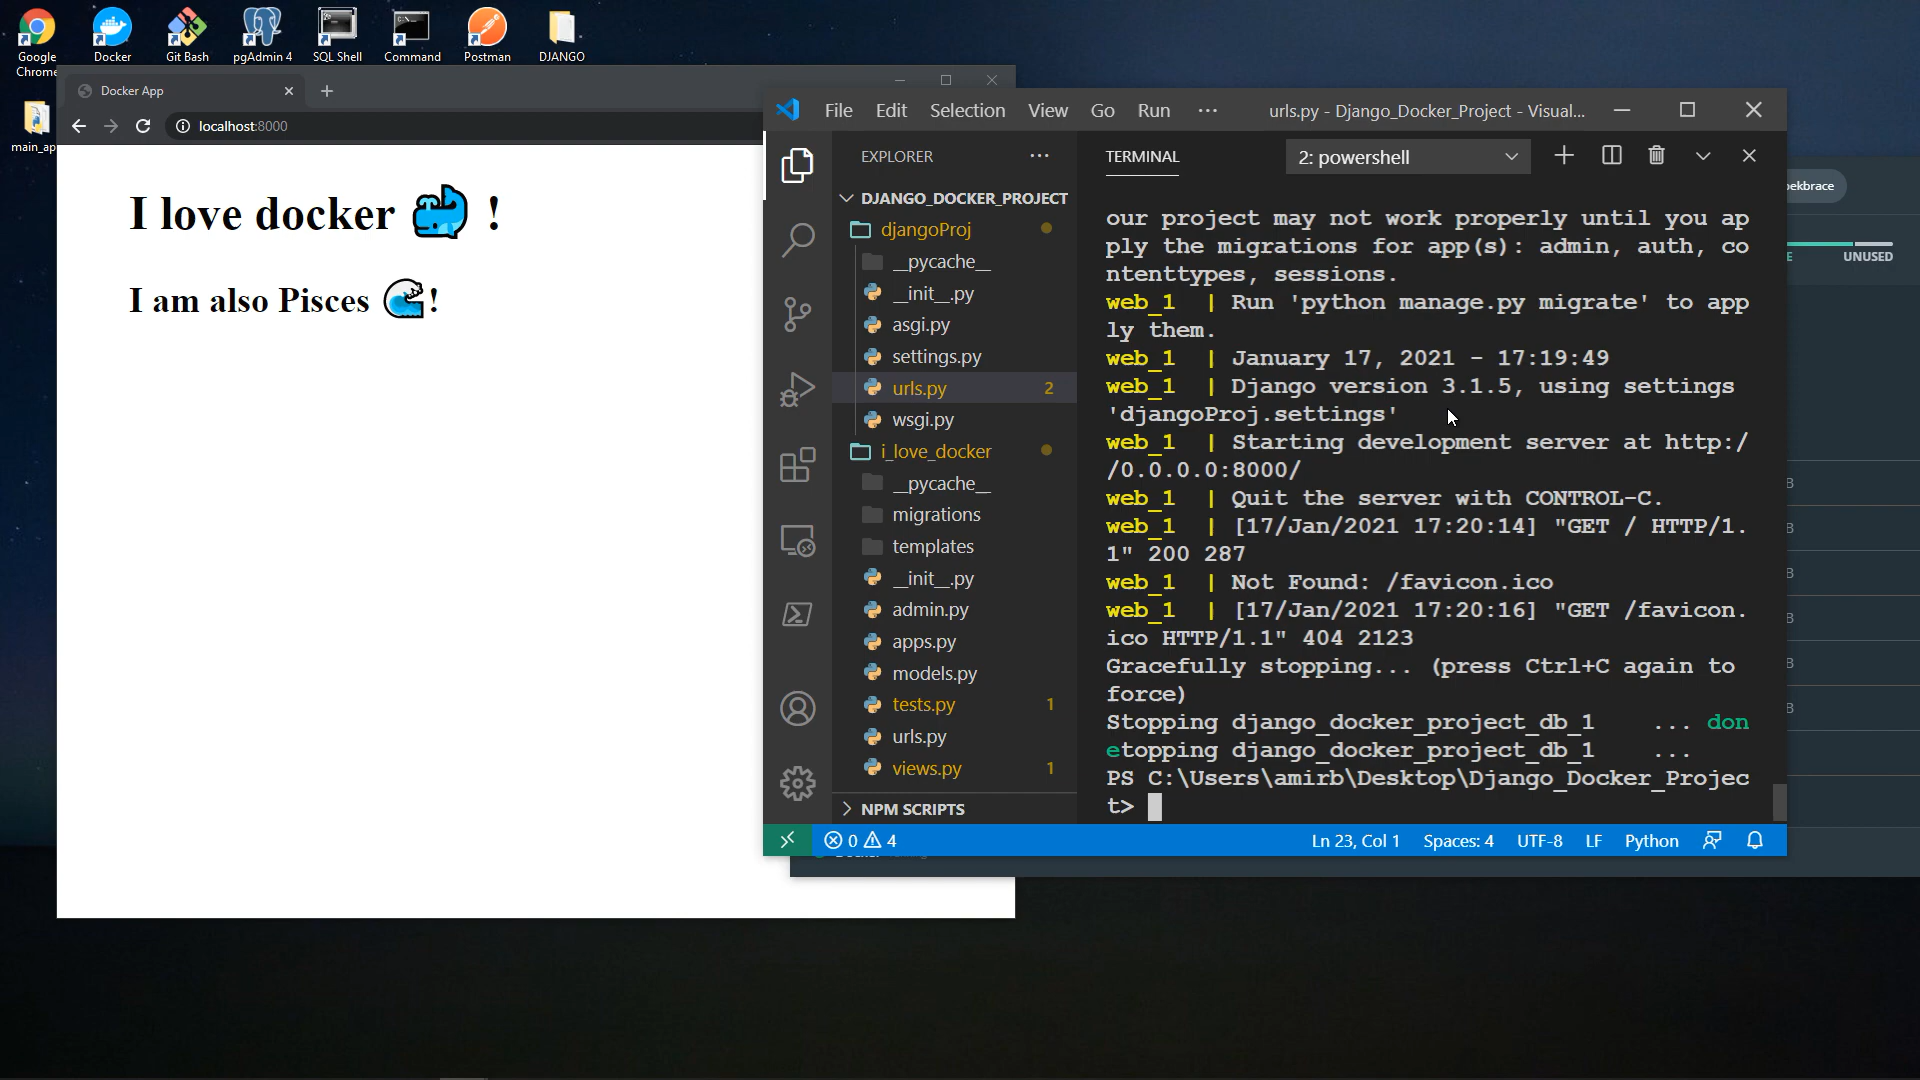 Google
Chrome
Docker
Git Bash
pgAdmin 4
SQL Shell
Command
Postman
DJANGO
main_ap
Docker App
localhost:8000
I love docker 🐳 !
I am also Pisces 🌊!
File Edit Selection View Go Run ··· urls.py - Django_Docker_Project - Visual...
EXPLORER ···
DJANGO_DOCKER_PROJECT
djangoProj
__pycache__
__init__.py
asgi.py
settings.py
urls.py 2
wsgi.py
i_love_docker
__pycache__
migrations
templates
__init__.py
admin.py
apps.py
models.py
tests.py 1
urls.py
views.py 1
NPM SCRIPTS
TERMINAL 2: powershell
our project may not work properly until you ap
ply the migrations for app(s): admin, auth, co
ntenttypes, sessions.
web_1 | Run 'python manage.py migrate' to app
ly them.
web_1 | January 17, 2021 - 17:19:49
web_1 | Django version 3.1.5, using settings
'djangoProj.settings'
web_1 | Starting development server at http:/
/0.0.0.0:8000/
web_1 | Quit the server with CONTROL-C.
web_1 | [17/Jan/2021 17:20:14] "GET / HTTP/1.
1" 200 287
web_1 | Not Found: /favicon.ico
web_1 | [17/Jan/2021 17:20:16] "GET /favicon.
ico HTTP/1.1" 404 2123
Gracefully stopping... (press Ctrl+C again to
force)
Stopping django_docker_project_db_1 ... don
etopping django_docker_project_db_1 ...
PS C:\Users\amirb\Desktop\Django_Docker_Projec
t>
0 4 Ln 23, Col 1 Spaces: 4 UTF-8 LF Python
ekbrace
E UNUSED
B
B
B
B
B
B